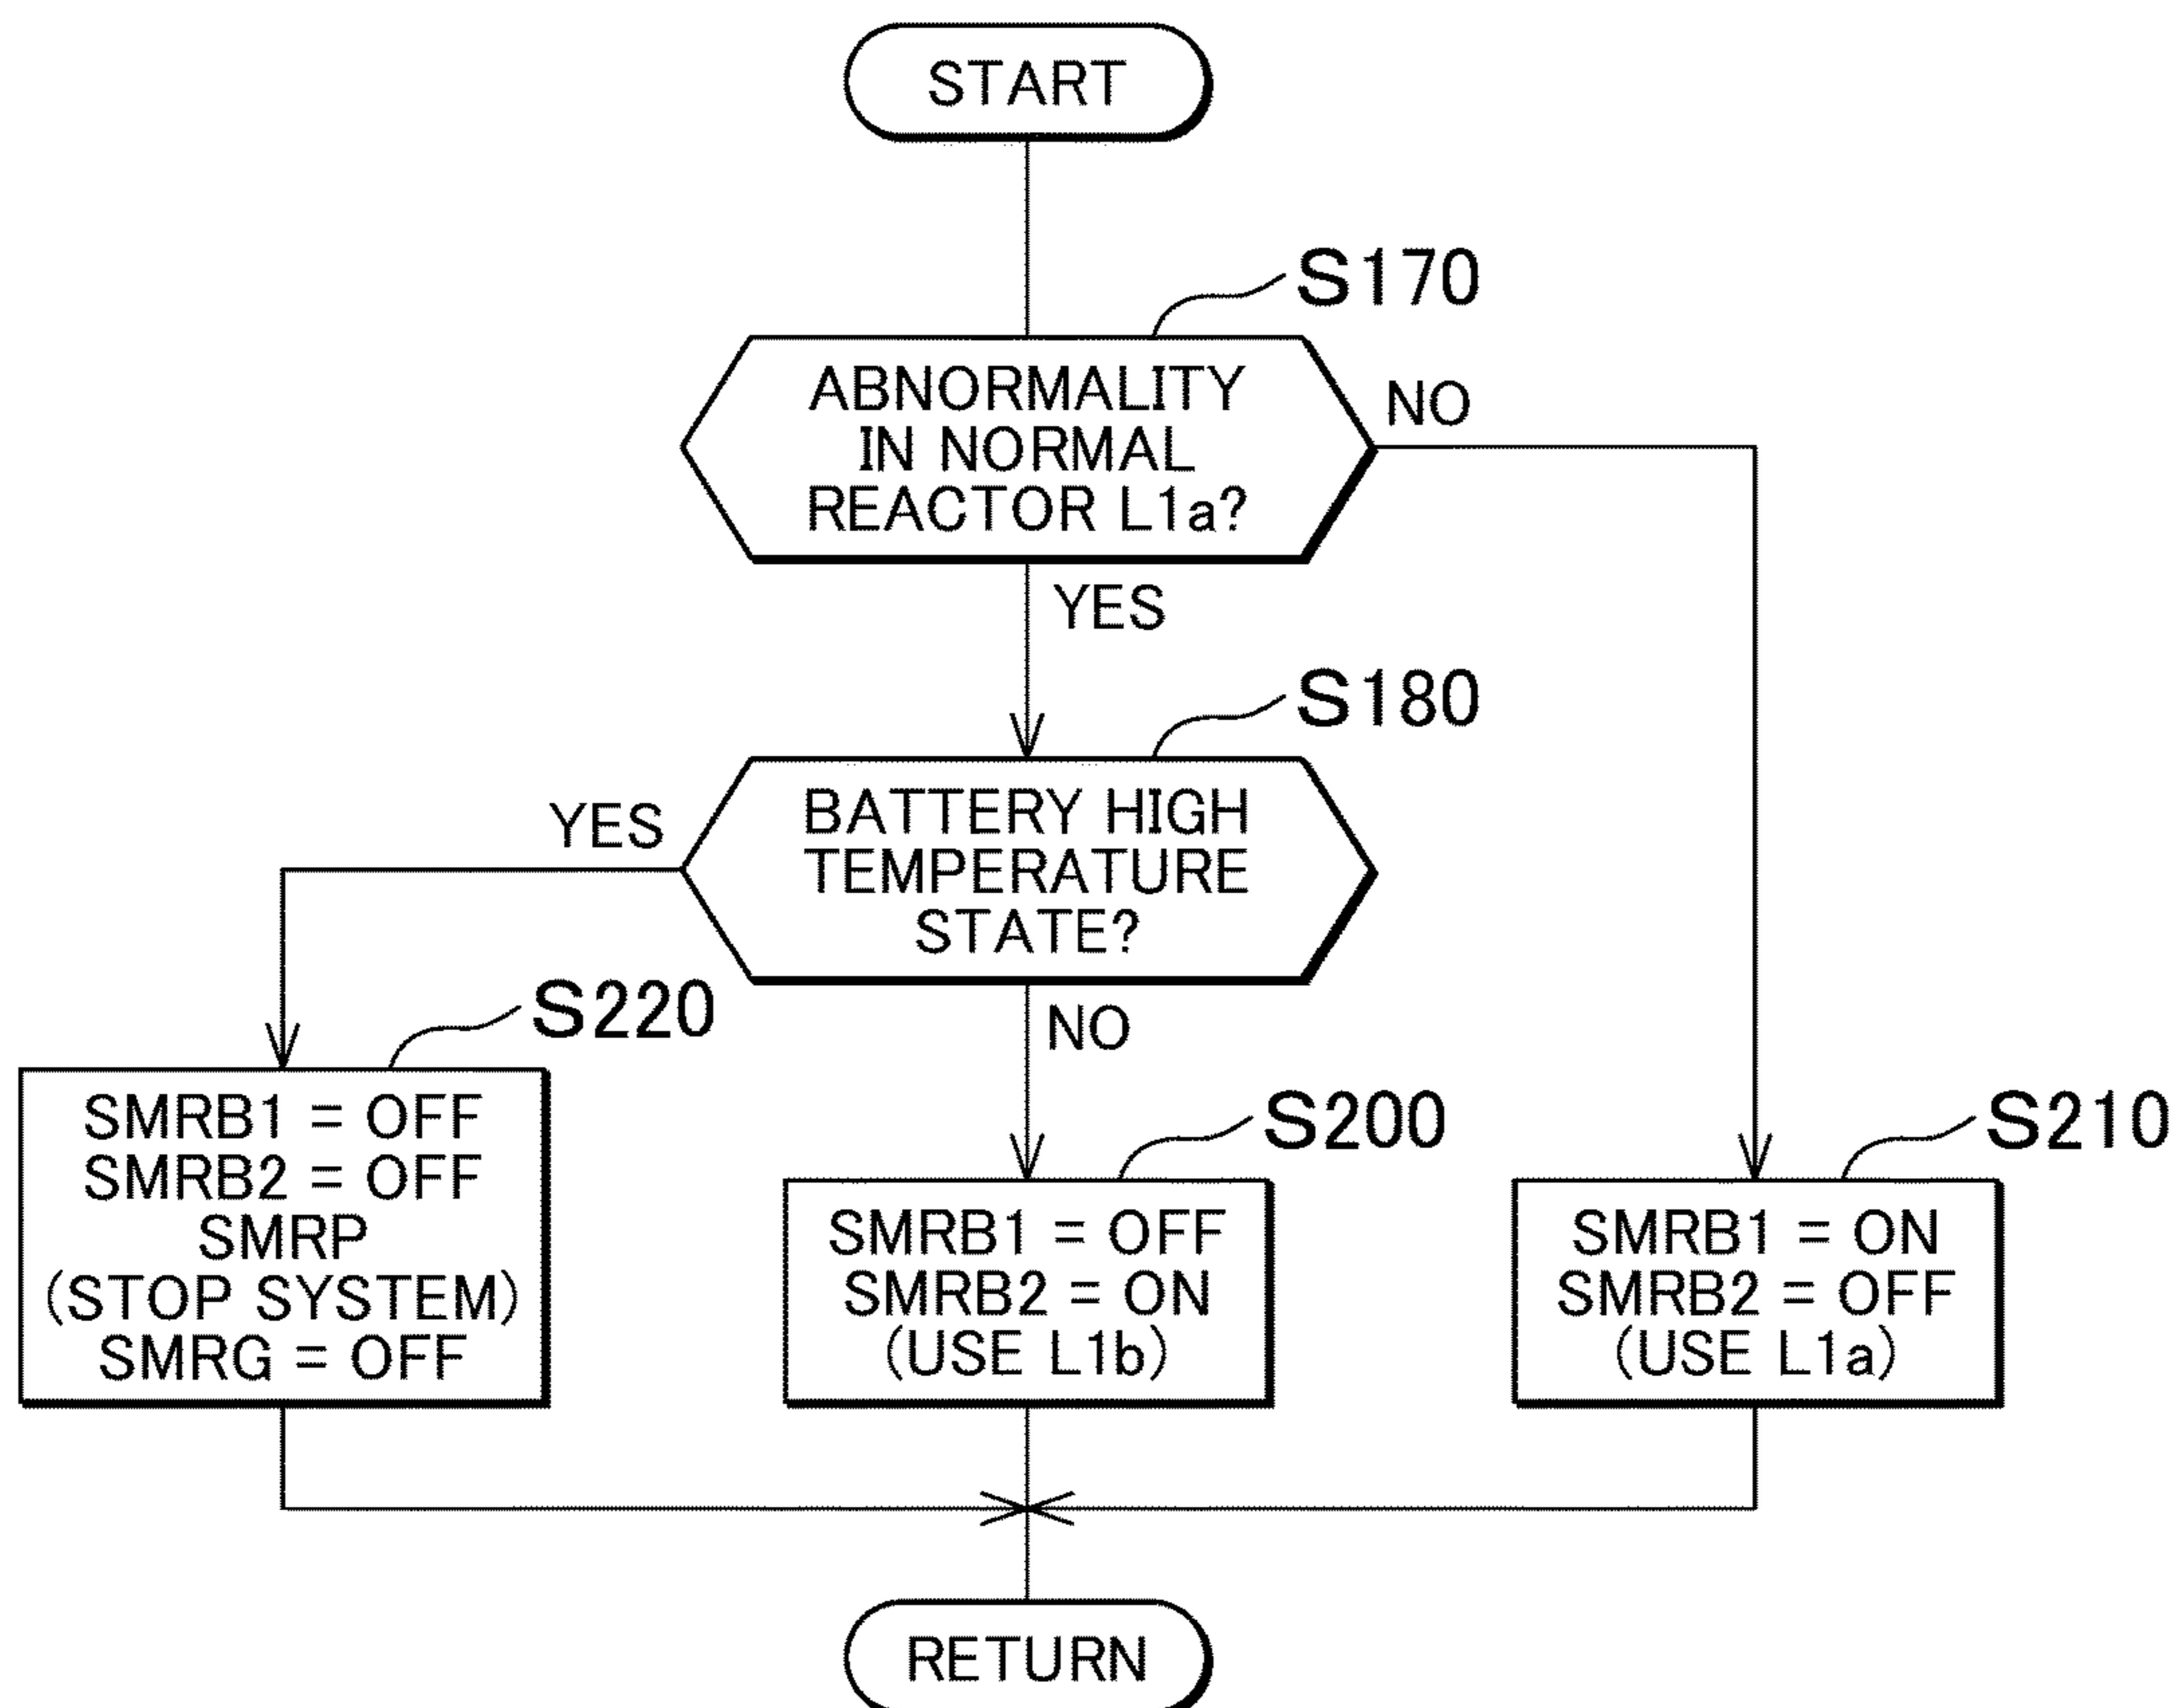 START
S170
ABNORMALITY
IN NORMAL
REACTOR L1a?
NO
YES
S180
BATTERY HIGH
TEMPERATURE
STATE?
YES
NO
S220
SMRB1 = OFF
SMRB2 = OFF
SMRP
(STOP SYSTEM)
SMRG = OFF
S200
SMRB1 = OFF
SMRB2 = ON
(USE L1b)
S210
SMRB1 = ON
SMRB2 = OFF
(USE L1a)
RETURN